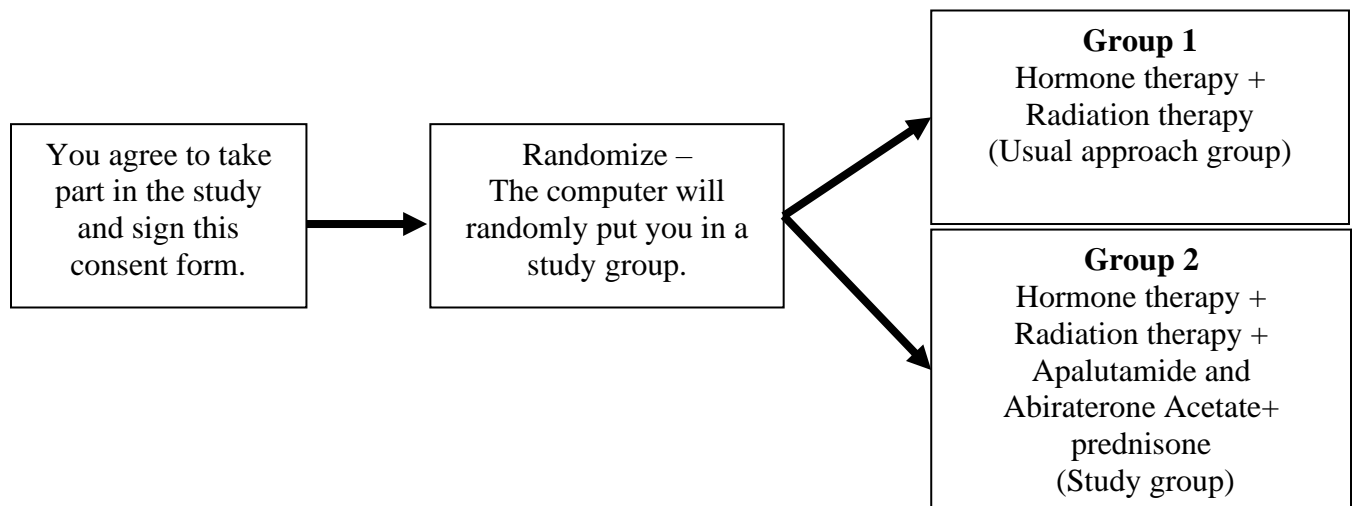 You agree to take
part in the study
and sign this
consent form.
Randomize –
The computer will
randomly put you in a
study group.
Group 1
Hormone therapy +
Radiation therapy
(Usual approach group)
Group 2
Hormone therapy +
Radiation therapy +
Apalutamide and
Abiraterone Acetate+
prednisone
(Study group)